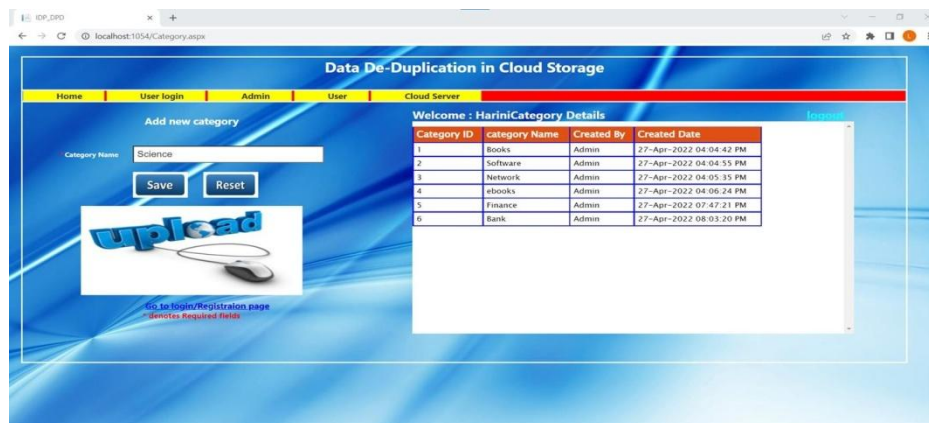 IDP_DPD
localhost:1054/Category.aspx
Data De-Duplication in Cloud Storage
Home User login Admin User Cloud Server
Add new category
Category Name Science
Save Reset
upload
Go to login/Registraion page
* denotes Required fields
Welcome : HariniCategory Details logout
Category ID category Name Created By Created Date
1 Books Admin 27-Apr-2022 04:04:42 PM
2 Software Admin 27-Apr-2022 04:04:55 PM
3 Network Admin 27-Apr-2022 04:05:35 PM
4 ebooks Admin 27-Apr-2022 04:06:24 PM
5 Finance Admin 27-Apr-2022 07:47:21 PM
6 Bank Admin 27-Apr-2022 08:03:20 PM